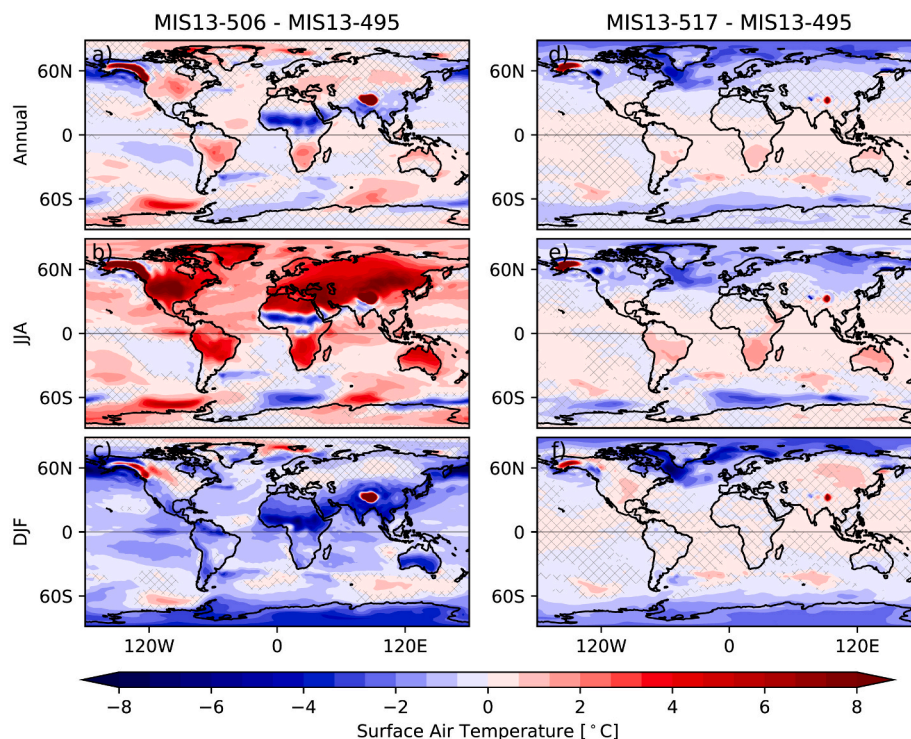 MIS13-506 - MIS13-495
MIS13-517 - MIS13-495
a)
d)
60N
0
60S
Annual
60N
0
60S
b)
e)
60N
0
60S
JJA
60N
0
60S
c)
f)
60N
0
60S
DJF
60N
0
60S
120W
0
120E
120W
0
120E
−8
−6
−4
−2
0
2
4
6
8
Surface Air Temperature [°C]